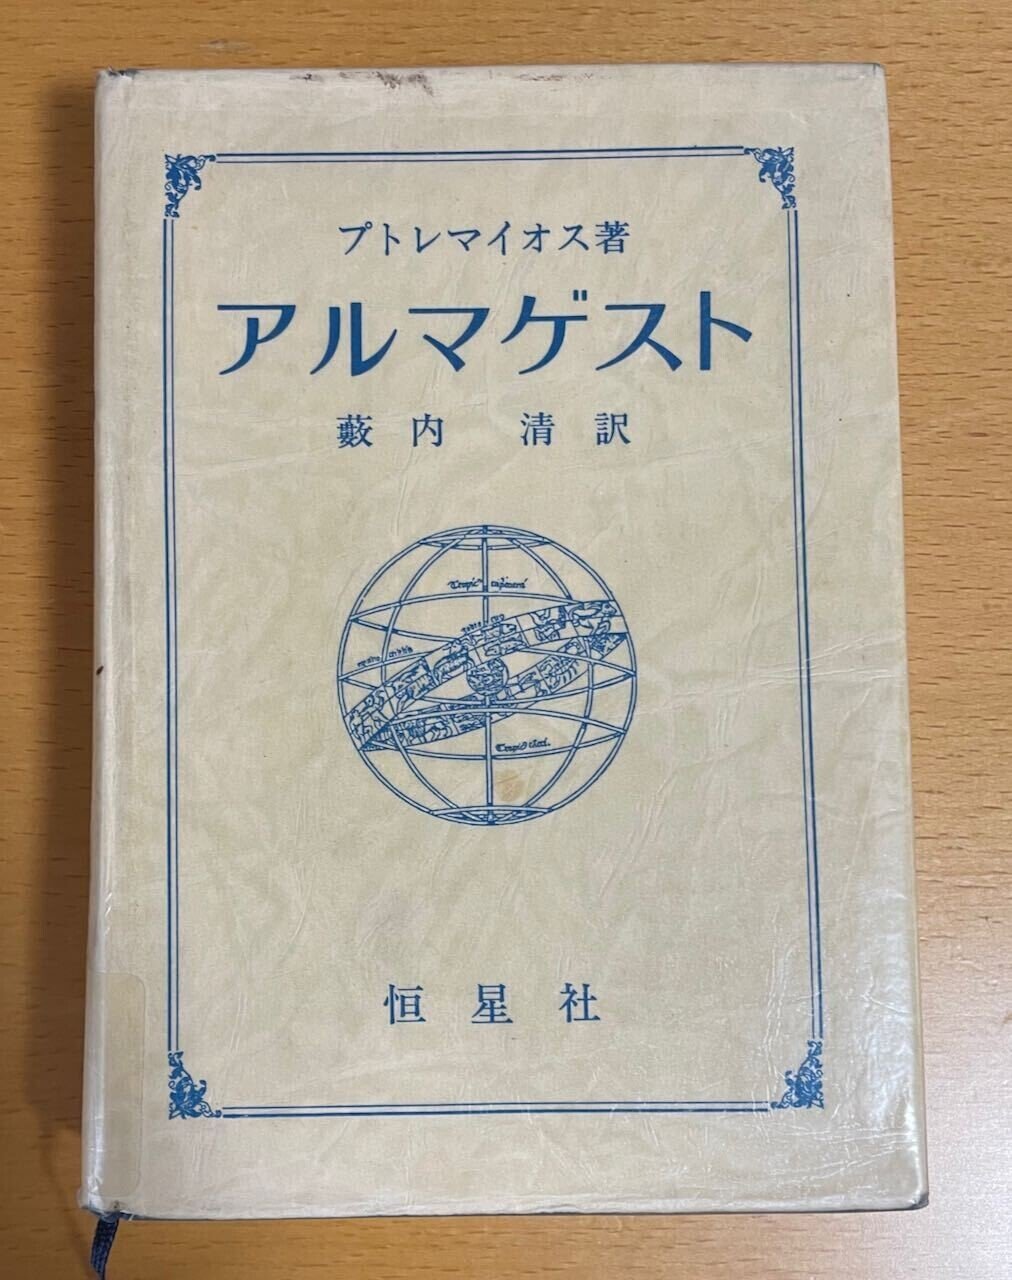 プトレマイオス著
アルマゲスト
藪内 清訳
Tropic
恒星社